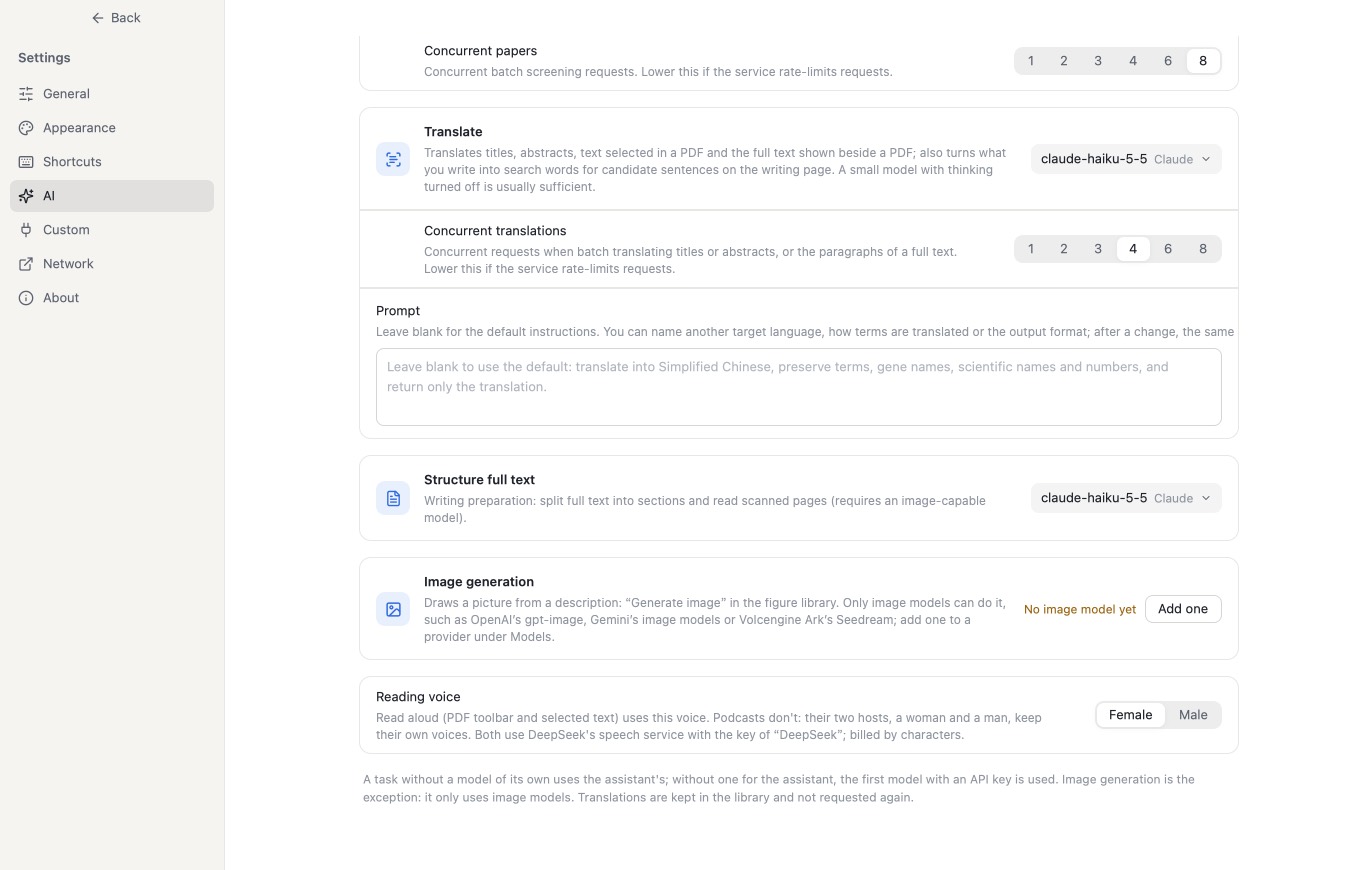 Back
Settings
General
Appearance
Shortcuts
AI
Custom
Network
About
Concurrent papers
Concurrent batch screening requests. Lower this if the service rate-limits requests.
1 2 3 4 6 8
Translate
Translates titles, abstracts, text selected in a PDF and the full text shown beside a PDF; also turns what
you write into search words for candidate sentences on the writing page. A small model with thinking
turned off is usually sufficient.
claude-haiku-5-5 Claude
Concurrent translations
Concurrent requests when batch translating titles or abstracts, or the paragraphs of a full text.
Lower this if the service rate-limits requests.
1 2 3 4 6 8
Prompt
Leave blank for the default instructions. You can name another target language, how terms are translated or the output format; after a change, the same
Leave blank to use the default: translate into Simplified Chinese, preserve terms, gene names, scientific names and numbers, and
return only the translation.
Structure full text
Writing preparation: split full text into sections and read scanned pages (requires an image-capable
model).
claude-haiku-5-5 Claude
Image generation
Draws a picture from a description: “Generate image” in the figure library. Only image models can do it,
such as OpenAI's gpt-image, Gemini's image models or Volcengine Ark's Seedream; add one to a
provider under Models.
No image model yet Add one
Reading voice
Read aloud (PDF toolbar and selected text) uses this voice. Podcasts don't: their two hosts, a woman and a man, keep
their own voices. Both use DeepSeek's speech service with the key of “DeepSeek”; billed by characters.
Female Male
A task without a model of its own uses the assistant's; without one for the assistant, the first model with an API key is used. Image generation is the
exception: it only uses image models. Translations are kept in the library and not requested again.